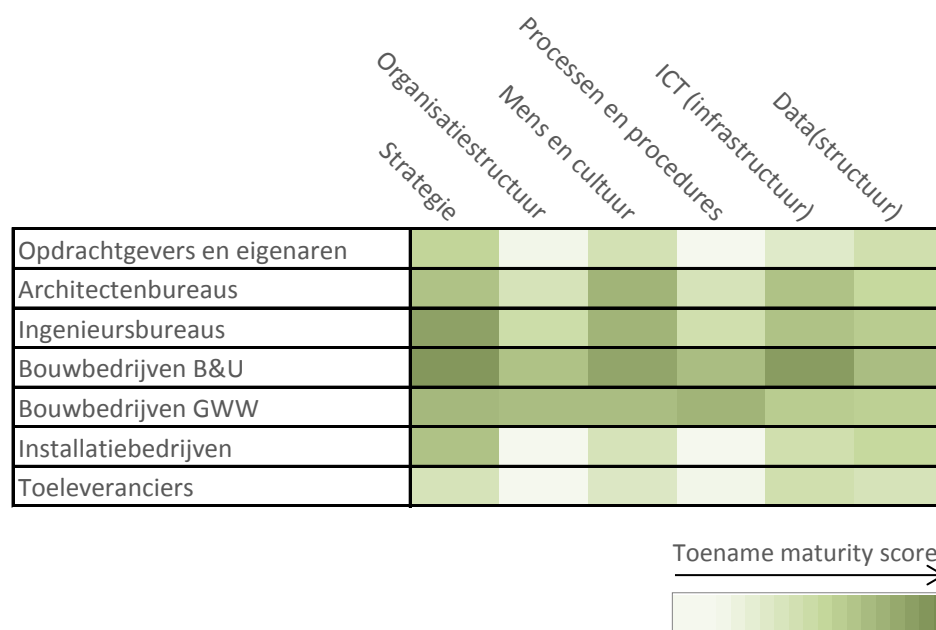 Strategie
Organisatiestructuur
Mens en cultuur
Processen en procedures
ICT (infrastructuur)
Data(structuur)
Opdrachtgevers en eigenaren
Architectenbureaus
Ingenieursbureaus
Bouwbedrijven B&U
Bouwbedrijven GWW
Installatiebedrijven
Toeleveranciers
Toename maturity score